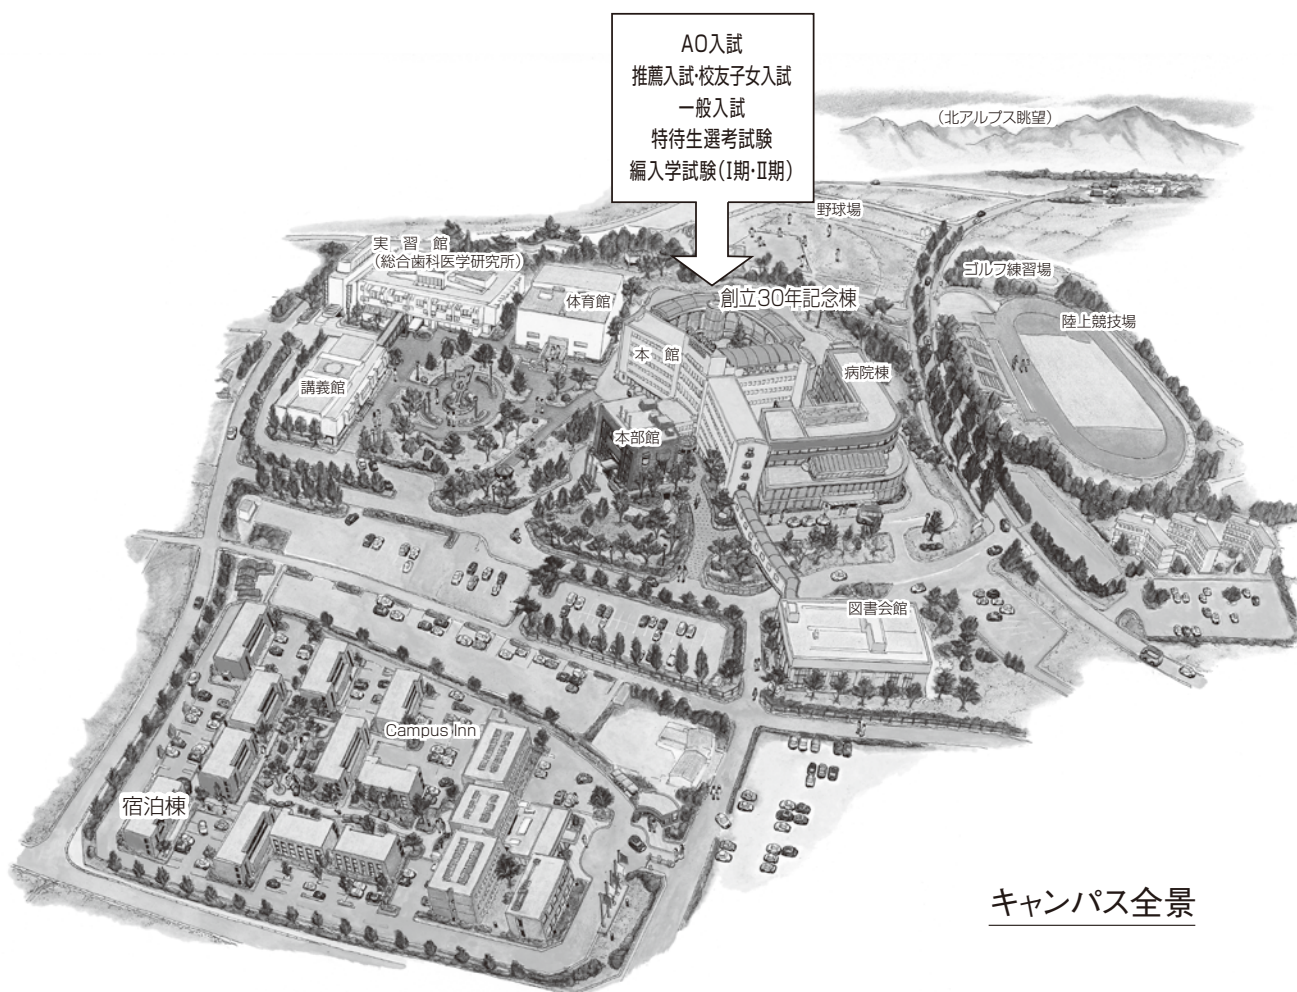 AO入試
推薦入試・校友子女入試
一般入試
特待生選考試験
編入学試験(Ⅰ期・Ⅱ期)
(北アルプス眺望)
野球場
実習館
(総合歯科医学研究所)
ゴルフ練習場
体育館
創立30年記念棟
陸上競技場
本館
病院棟
講義館
本部館
図書会館
Campus Inn
宿泊棟
キャンパス全景